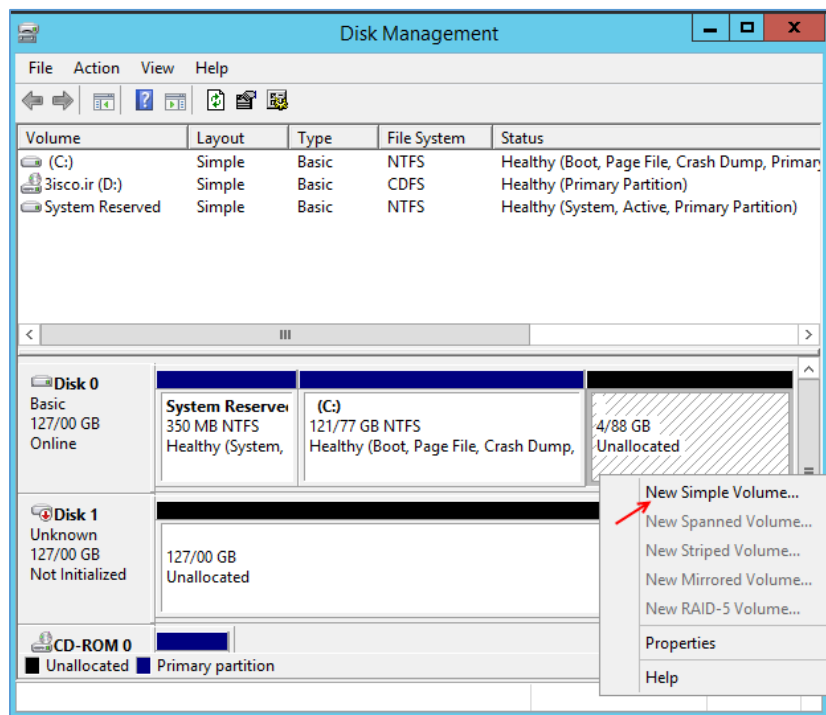 Disk Management
File Action View Help
Volume Layout Type File System Status
(C:) Simple Basic NTFS Healthy (Boot, Page File, Crash Dump, Primar
3isco.ir (D:) Simple Basic CDFS Healthy (Primary Partition)
System Reserved Simple Basic NTFS Healthy (System, Active, Primary Partition)
Disk 0
Basic
127/00 GB
Online
System Reserve
350 MB NTFS
Healthy (System,
(C:)
121/77 GB NTFS
Healthy (Boot, Page File, Crash Dump,
4/88 GB
Unallocated
New Simple Volume...
New Spanned Volume...
New Striped Volume...
New Mirrored Volume...
New RAID-5 Volume...
Properties
Help
Disk 1
Unknown
127/00 GB
Not Initialized
127/00 GB
Unallocated
CD-ROM 0
Unallocated Primary partition